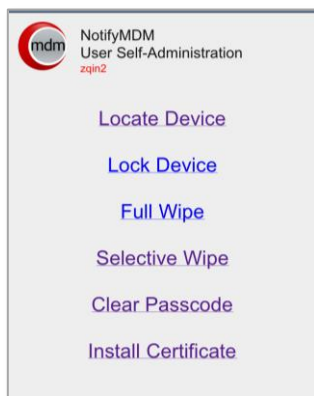 mdm
NotifyMDM
User Self-Administration
zqin2
Locate Device
Lock Device
Full Wipe
Selective Wipe
Clear Passcode
Install Certificate